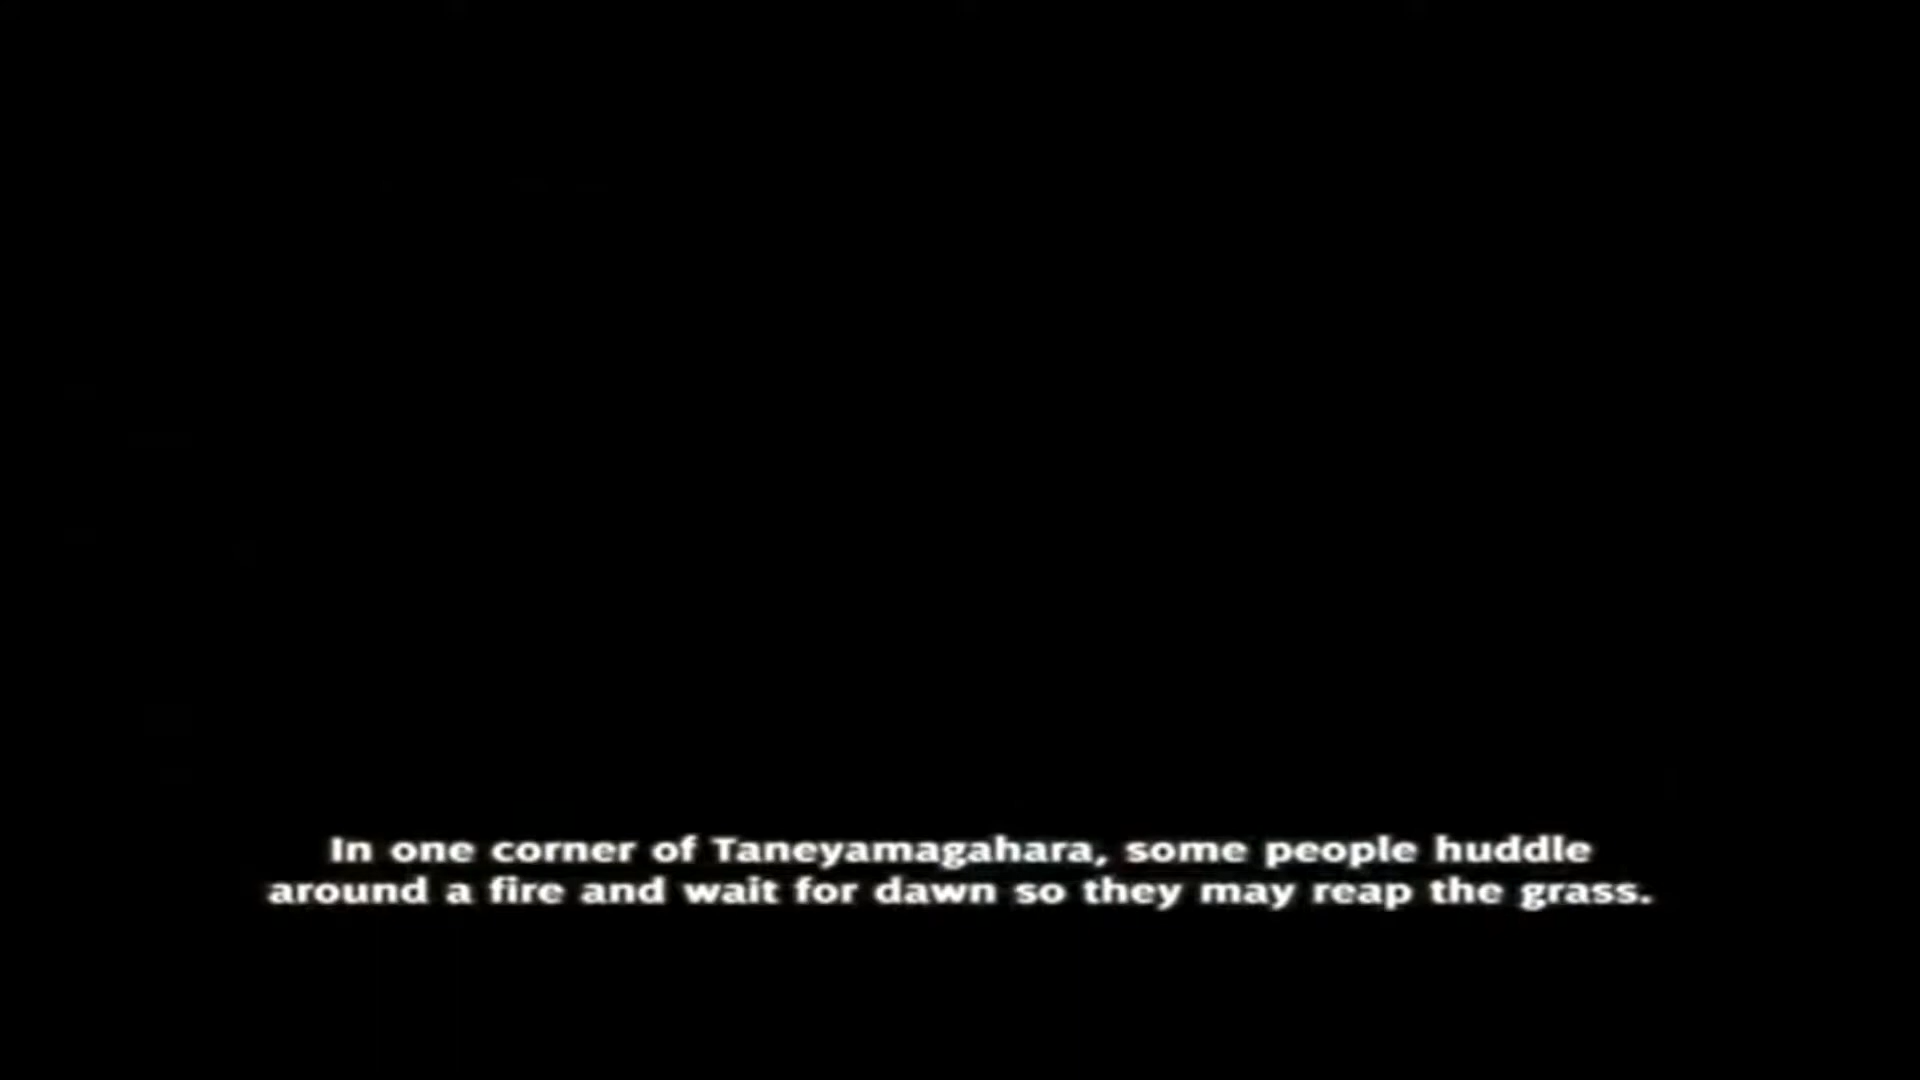 In one corner of Taneyamagahara, some people huddle
around a fire and wait for dawn so they may reap the grass.